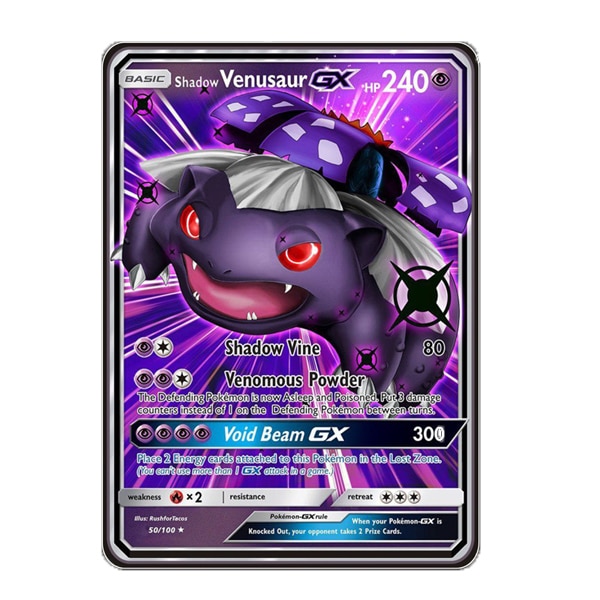 BASIC Shadow Venusaur GX HP 240
Shadow Vine 80
Venomous Powder
The Defending Pokémon is now Asleep and Poisoned. Put 3 damage
counters instead of 1 on the Defending Pokémon between turns.
Void Beam GX 300
Place 2 Energy cards attached to this Pokémon in the Lost Zone.
(You can't use more than 1 GX attack in a game.)
weakness × 2 resistance retreat
Illus: RushforTacos
50/100 ★
Pokémon-GX rule
When your Pokémon-GX is
Knocked Out, your opponent takes 2 Prize Cards.